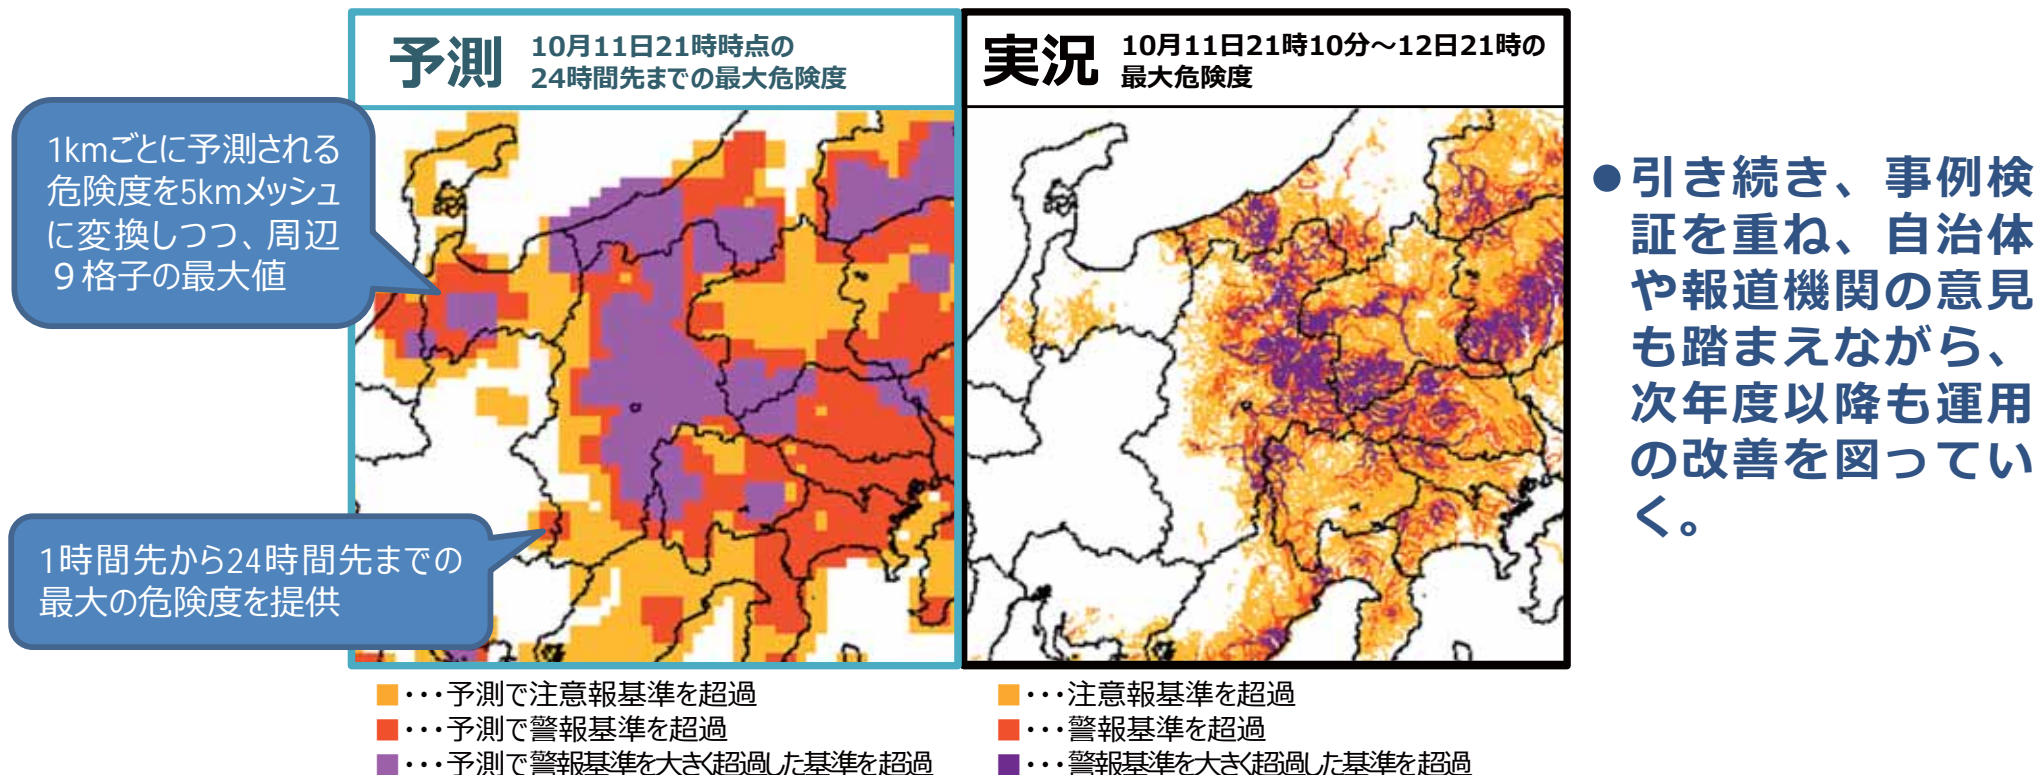 予測
10月11日21時時点の
24時間先までの最大危険度
実況
10月11日21時10分～12日21時の
最大危険度
1kmごとに予測される
危険度を5kmメッシュ
に変換しつつ、周辺
９格子の最大値
1時間先から24時間先までの
最大の危険度を提供
■･･･予測で注意報基準を超過
■･･･予測で警報基準を超過
■･･･予測で警報基準を大きく超過した基準を超過
■･･･注意報基準を超過
■･･･警報基準を超過
■･･･警報基準を大きく超過した基準を超過
●引き続き、事例検
証を重ね、自治体
や報道機関の意見
も踏まえながら、
次年度以降も運用
の改善を図ってい
く。